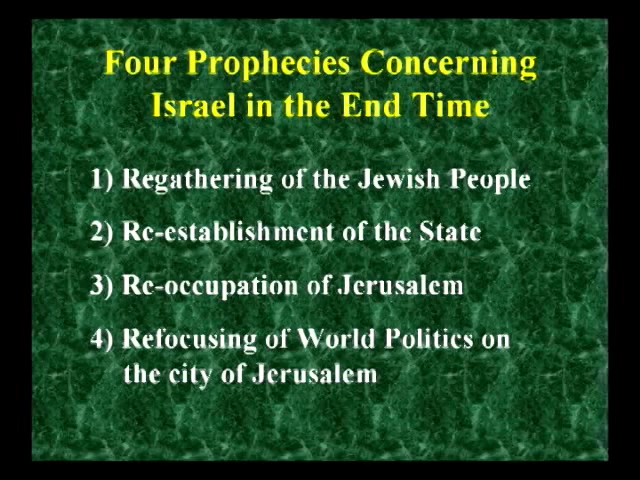 Four Prophecies Concerning
Israel in the End Time
1) Regathering of the Jewish People
2) Re-establishment of the State
3) Re-occupation of Jerusalem
4) Refocusing of World Politics on
the city of Jerusalem